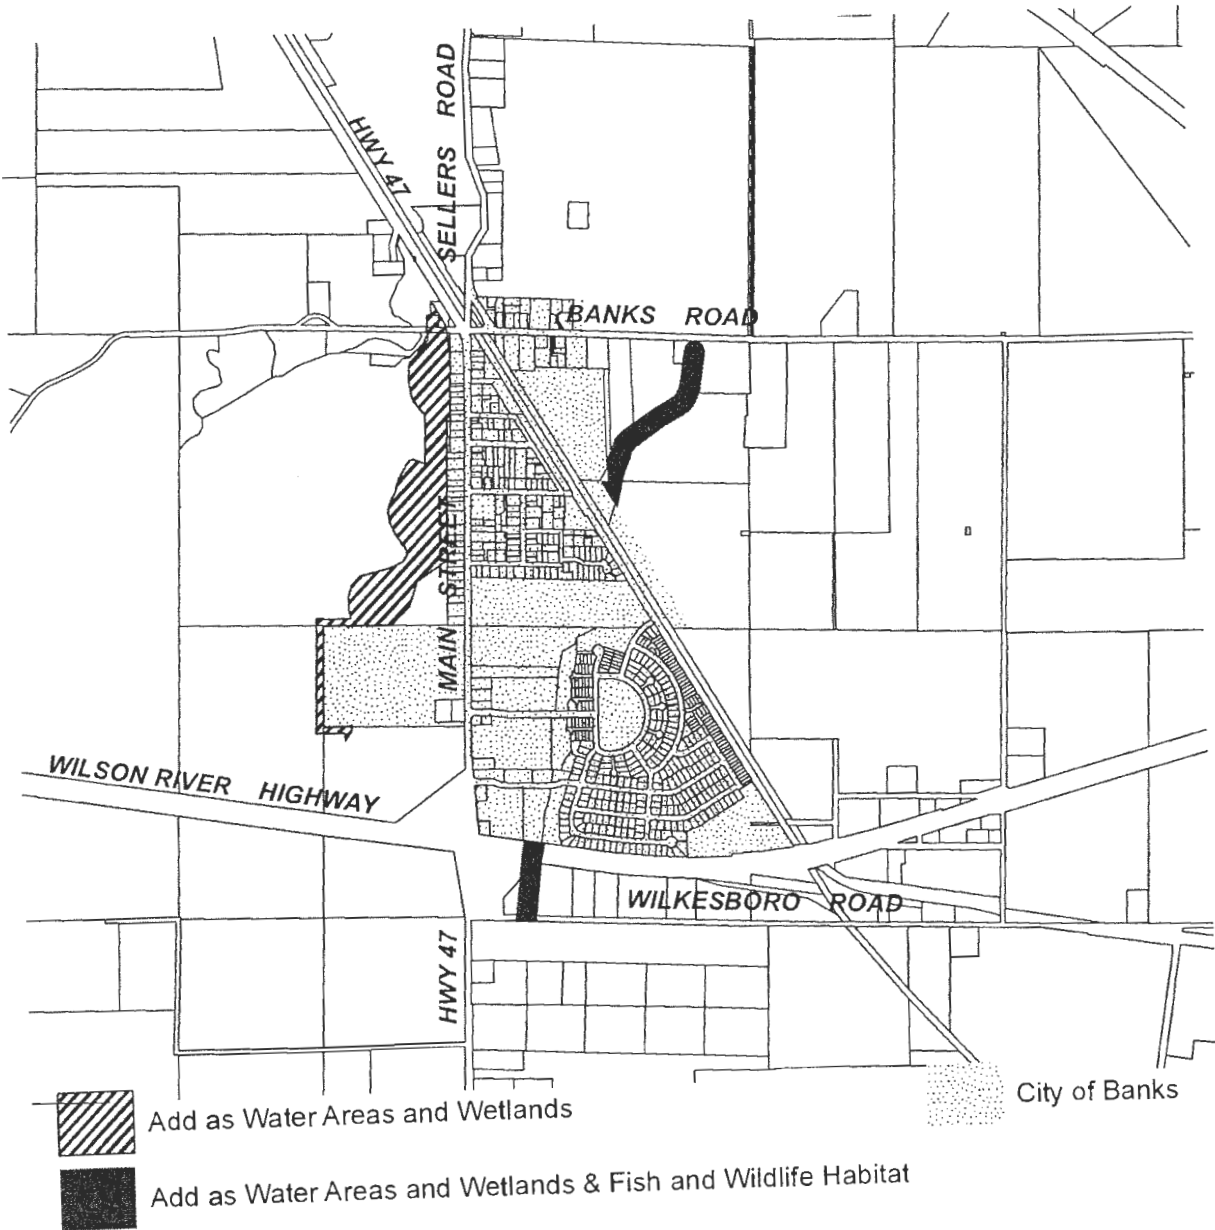 SELLERS ROAD
HWY 47
BANKS ROAD
MAIN STREET
WILSON RIVER HIGHWAY
WILKESBORO ROAD
HWY 47
City of Banks
Add as Water Areas and Wetlands
Add as Water Areas and Wetlands & Fish and Wildlife Habitat